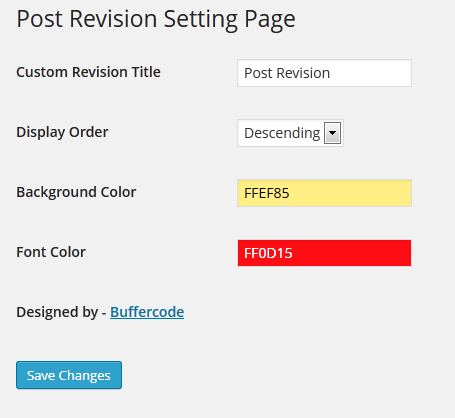 Post Revision Setting Page
Custom Revision Title Post Revision
Display Order Descending
Background Color FFEF85
Font Color FF0D15
Designed by - Buffercode
Save Changes